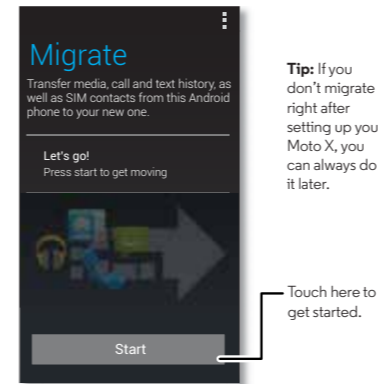 Migrate
Transfer media, call and text history, as
well as SIM contacts from this Android
phone to your new one.
Let's go!
Press start to get moving
Start
Tip: If you
don't migrate
right after
setting up you
Moto X, you
can always do
it later.
Touch here to
get started.